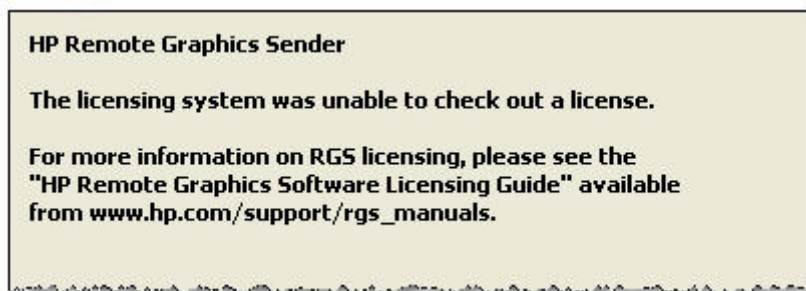 HP Remote Graphics Sender
The licensing system was unable to check out a license.
For more information on RGS licensing, please see the
"HP Remote Graphics Software Licensing Guide" available
from www.hp.com/support/rgs_manuals.